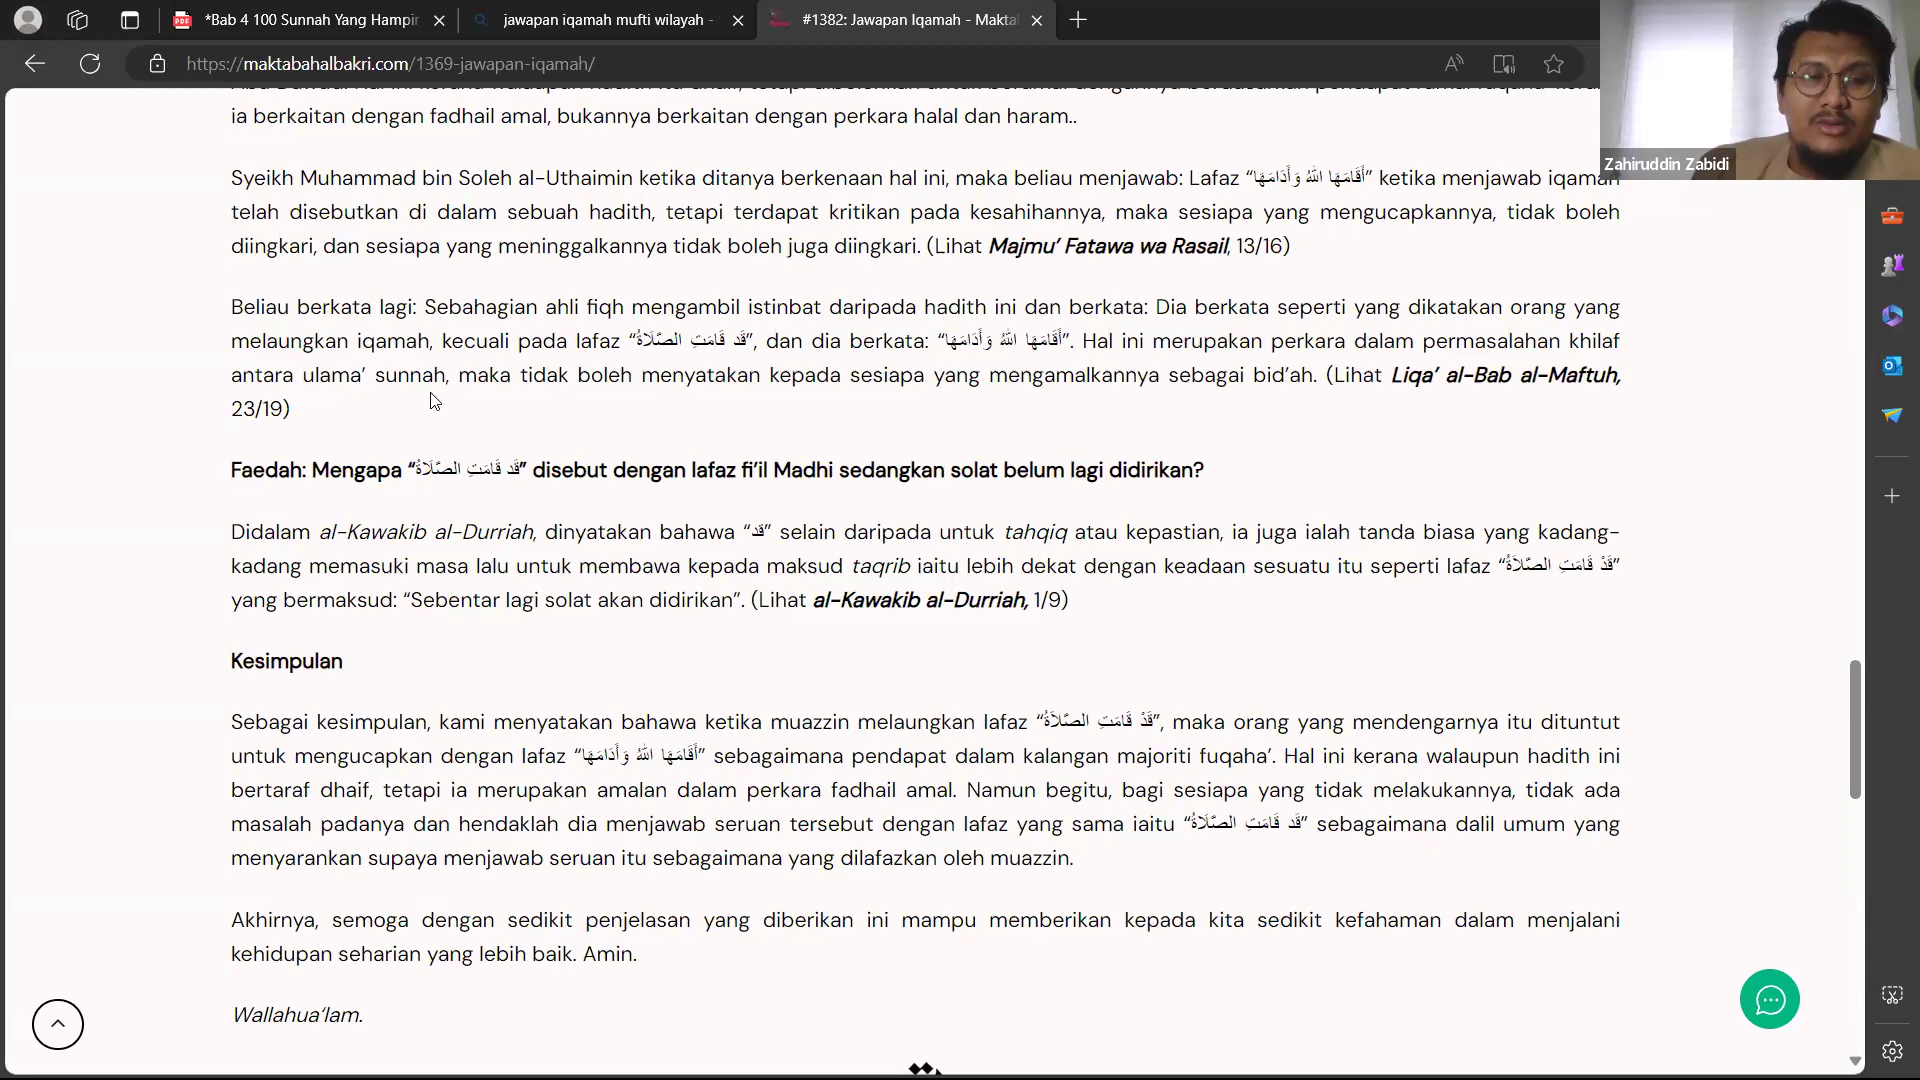 *Bab 4 100 Sunnah Yang Hampir
jawapan iqamah mufti wilayah -
#1382: Jawapan Iqamah - Makta
https://maktabahalbakri.com/1369-jawapan-iqamah/
Zahiruddin Zabidi
ia berkaitan dengan fadhail amal, bukannya berkaitan dengan perkara halal dan haram..
Syeikh Muhammad bin Soleh al-Uthaimin ketika ditanya berkenaan hal ini, maka beliau menjawab: Lafaz “أَقَامَهَا اللهُ وَأَدَامَهَا” ketika menjawab iqamah
telah disebutkan di dalam sebuah hadith, tetapi terdapat kritikan pada kesahihannya, maka sesiapa yang mengucapkannya, tidak boleh
diingkari, dan sesiapa yang meninggalkannya tidak boleh juga diingkari. (Lihat Majmu’ Fatawa wa Rasail, 13/16)
Beliau berkata lagi: Sebahagian ahli fiqh mengambil istinbat daripada hadith ini dan berkata: Dia berkata seperti yang dikatakan orang yang
melaungkan iqamah, kecuali pada lafaz “قَد قَامَتِ الصَّلَاةُ”, dan dia berkata: “أَقَامَهَا اللهُ وَأَدَامَهَا”. Hal ini merupakan perkara dalam permasalahan khilaf
antara ulama’ sunnah, maka tidak boleh menyatakan kepada sesiapa yang mengamalkannya sebagai bid’ah. (Lihat Liqa’ al-Bab al-Maftuh,
23/19)
Faedah: Mengapa “قَد قَامَتِ الصَّلَاةُ” disebut dengan lafaz fi’il Madhi sedangkan solat belum lagi didirikan?
Didalam al-Kawakib al-Durriah, dinyatakan bahawa “قد” selain daripada untuk tahqiq atau kepastian, ia juga ialah tanda biasa yang kadang-
kadang memasuki masa lalu untuk membawa kepada maksud taqrib iaitu lebih dekat dengan keadaan sesuatu itu seperti lafaz “قَدْ قَامَتِ الصَّلاَةُ”
yang bermaksud: “Sebentar lagi solat akan didirikan”. (Lihat al-Kawakib al-Durriah, 1/9)
Kesimpulan
Sebagai kesimpulan, kami menyatakan bahawa ketika muazzin melaungkan lafaz “قَدْ قَامَتِ الصَّلاَةُ”, maka orang yang mendengarnya itu dituntut
untuk mengucapkan dengan lafaz “أَقَامَهَا اللهُ وَأَدَامَهَا” sebagaimana pendapat dalam kalangan majoriti fuqaha’. Hal ini kerana walaupun hadith ini
bertaraf dhaif, tetapi ia merupakan amalan dalam perkara fadhail amal. Namun begitu, bagi sesiapa yang tidak melakukannya, tidak ada
masalah padanya dan hendaklah dia menjawab seruan tersebut dengan lafaz yang sama iaitu “قَد قَامَتِ الصَّلَاةُ” sebagaimana dalil umum yang
menyarankan supaya menjawab seruan itu sebagaimana yang dilafazkan oleh muazzin.
Akhirnya, semoga dengan sedikit penjelasan yang diberikan ini mampu memberikan kepada kita sedikit kefahaman dalam menjalani
kehidupan seharian yang lebih baik. Amin.
Wallahua’lam.